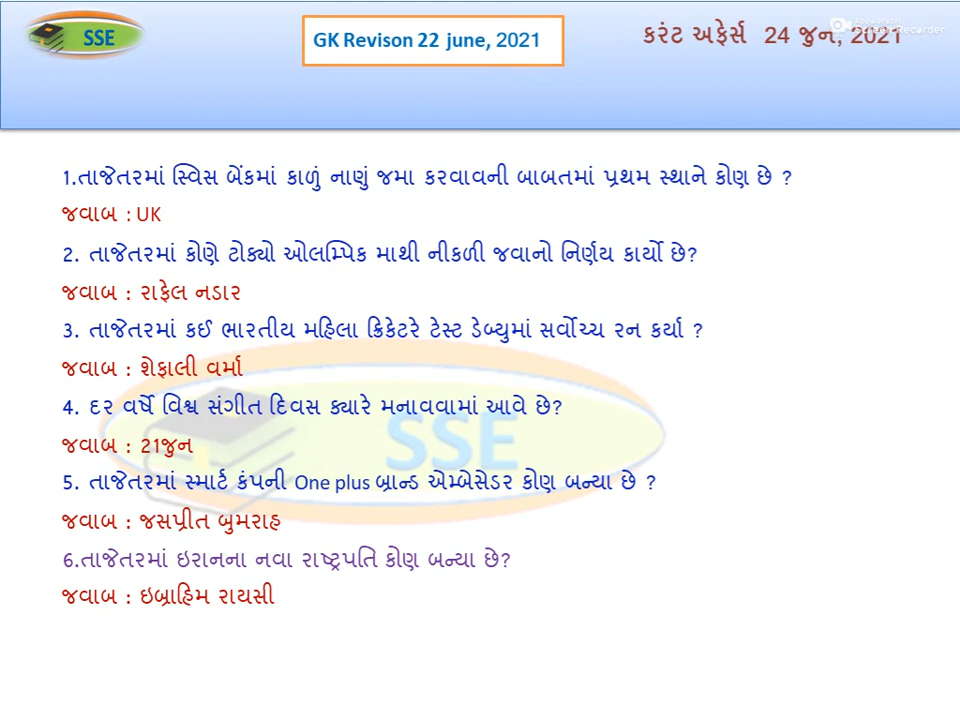 SSE
GK Revison 22 june, 2021
કરંટ અફેર્સ 24 જુન, 2021
Screen Recorder
1.તાજેતરમાં સ્વિસ બેંકમાં કાળું નાણું જમા કરવાવની બાબતમાં પ્રથમ સ્થાને કોણ છે ?
જવાબ : UK
2. તાજેતરમાં કોણે ટોક્યો ઓલમ્પિક માથી નીકળી જવાનો નિર્ણય કાર્યો છે?
જવાબ : રાફેલ નડાર
3. તાજેતરમાં કઈ ભારતીય મહિલા ક્રિકેટરે ટેસ્ટ ડેબ્યુમાં સર્વોચ્ચ રન કર્યા ?
જવાબ : શેફાલી વર્મા
4. દર વર્ષે વિશ્વ સંગીત દિવસ ક્યારે મનાવવામાં આવે છે?
SSE
જવાબ : 21જુન
5. તાજેતરમાં સ્માર્ટ કંપની One plus બ્રાન્ડ એમ્બેસેડર કોણ બન્યા છે ?
જવાબ : જસપ્રીત બુમરાહ
6.તાજેતરમાં ઇરાનના નવા રાષ્ટ્રપતિ કોણ બન્યા છે?
જવાબ : ઇબ્રાહિમ રાયસી